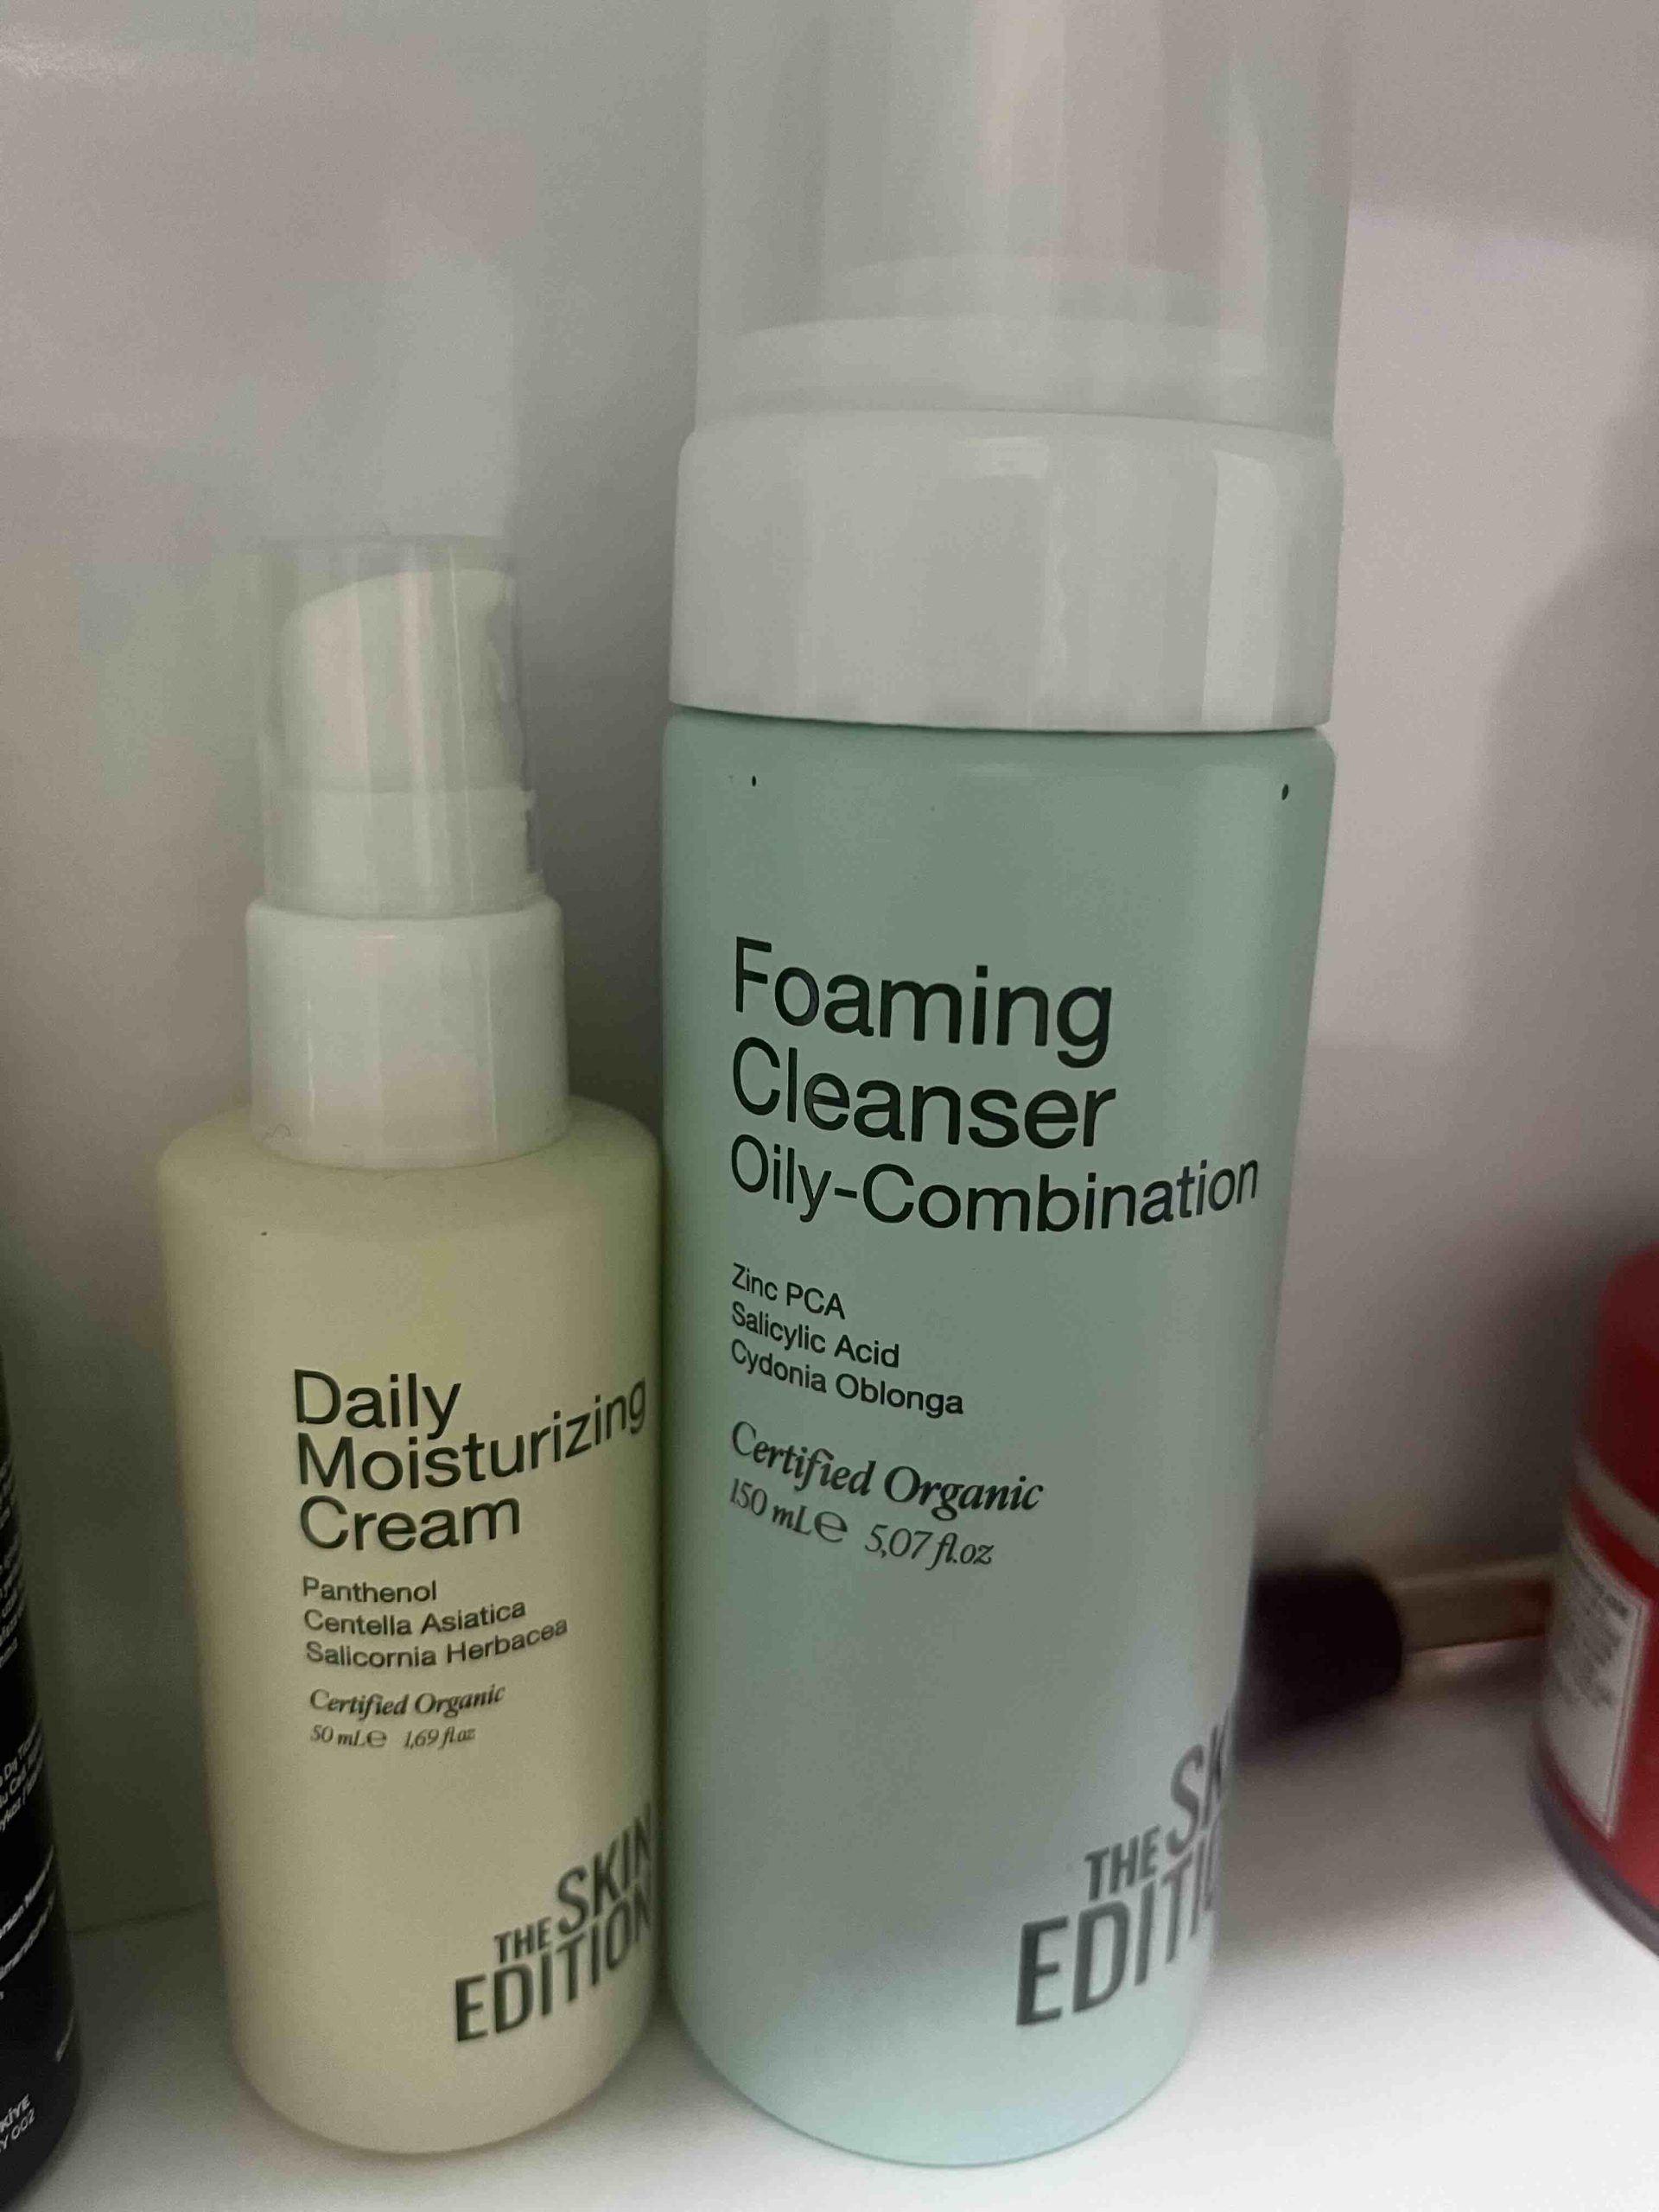 Daily
Moisturizing
Cream
Panthenol
Centella Asiatica
Salicornia Herbacea
Certified Organic
50 mL℮ 1,69 fl.oz
THE SKIN
EDITION
Foaming
Cleanser
Oily-Combination
Zinc PCA
Salicylic Acid
Cydonia Oblonga
Certified Organic
150 mL℮ 5,07 fl.oz
THE SK
EDITIO